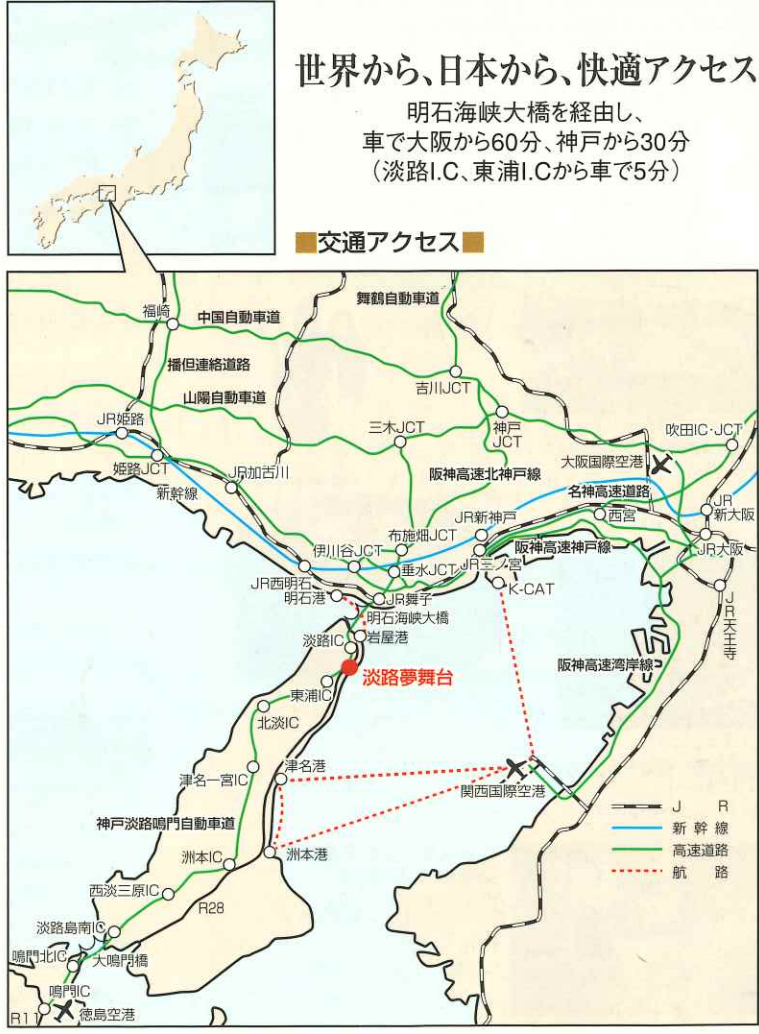 世界から、日本から、快適アクセス
明石海峡大橋を経由し、
車で大阪から60分、神戸から30分
(淡路I.C、東浦I.Cから車で5分)
■交通アクセス■
舞鶴自動車道
福崎
中国自動車道
播但連絡道路
吉川JCT
山陽自動車道
JR姫路
三木JCT
神戸
JCT
吹田IC・JCT
姫路JCT
JR加古川
阪神高速北神戸線
大阪国際空港
新幹線
名神高速道路
JR
新大阪
西宮
JR新神戸
布施畑JCT
伊川谷JCT
JR三ノ宮
阪神高速神戸線
JR大阪
垂水JCT
JR西明石
明石港
JR舞子
K-CAT
JR天王寺
明石海峡大橋
岩屋港
淡路IC
淡路夢舞台
阪神高速湾岸線
東浦IC
北淡IC
津名港
津名一宮IC
関西国際空港
神戸淡路鳴門自動車道
JR
新幹線
高速道路
航路
洲本IC
洲本港
西淡三原IC
R28
淡路島南IC
鳴門北IC
大鳴門橋
鳴門IC
R11
徳島空港